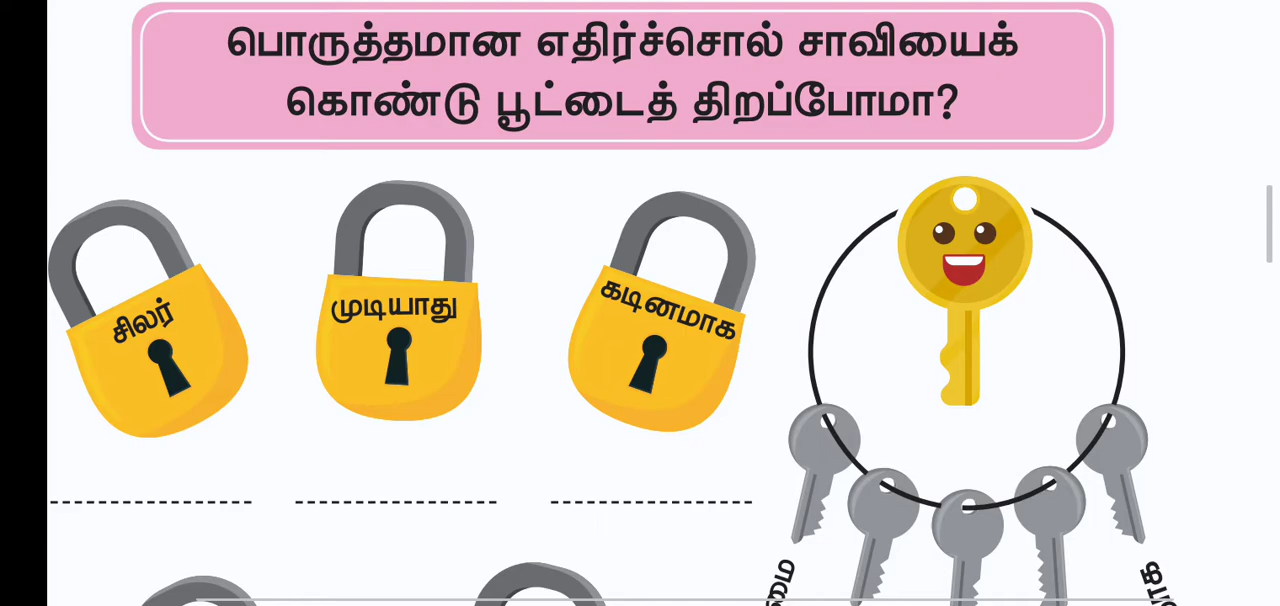 பொருத்தமான எதிர்ச்சொல் சாவியைக்
கொண்டு பூட்டைத் திறப்போமா?
சிலர்
முடியாது
கடினமாக